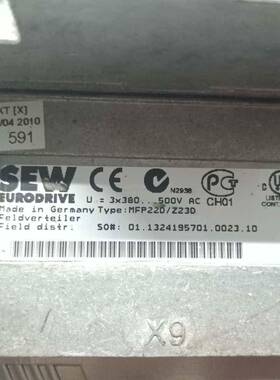 XT [X]
/04 2010
591
SEW
EURODRIVE
CE
N2936
U = 3x380...500V AC CH01
Made in Germany Type: MFP22D/Z23D
Feldverteiler
Field distr. SO#: 01.1324195701.0023.10
X9